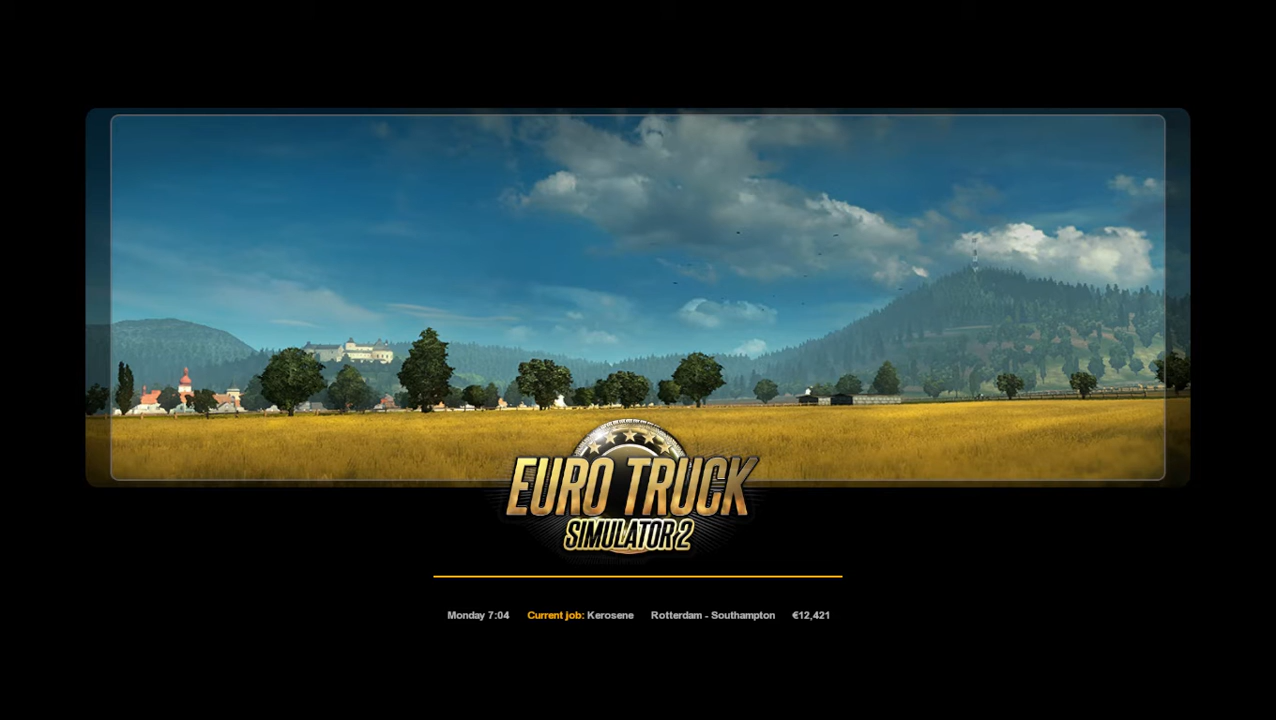 EURO TRUCK
SIMULATOR 2
Monday 7:04 Current job: Kerosene Rotterdam - Southampton €12,421